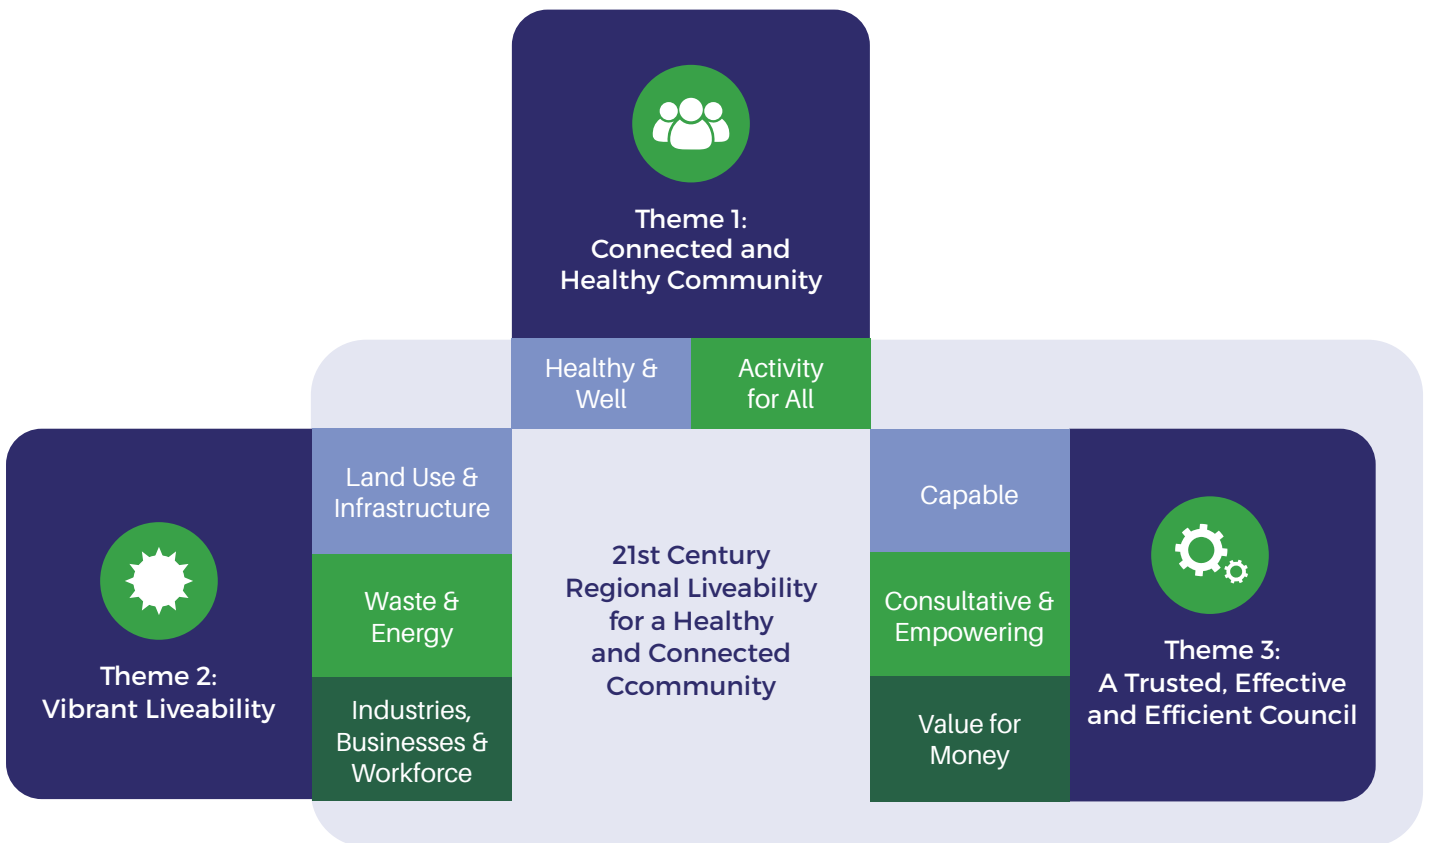 Theme 1:
Connected and
Healthy Community
Healthy &
Well
Activity
for All
Land Use &
Infrastructure
Waste &
Energy
Industries,
Businesses &
Workforce
Theme 2:
Vibrant Liveability
21st Century
Regional Liveability
for a Healthy
and Connected
Ccommunity
Capable
Consultative &
Empowering
Value for
Money
Theme 3:
A Trusted, Effective
and Efficient Council